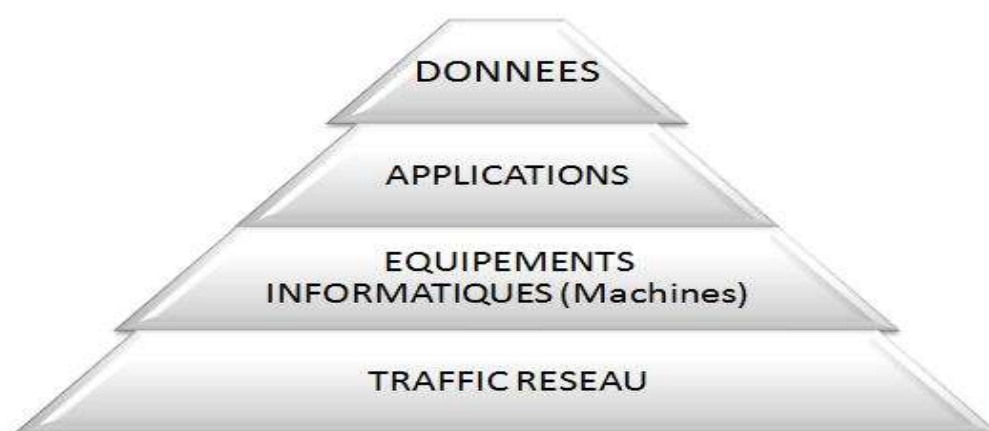 DONNEES
APPLICATIONS
EQUIPEMENTS
INFORMATIQUES (Machines)
TRAFFIC RESEAU